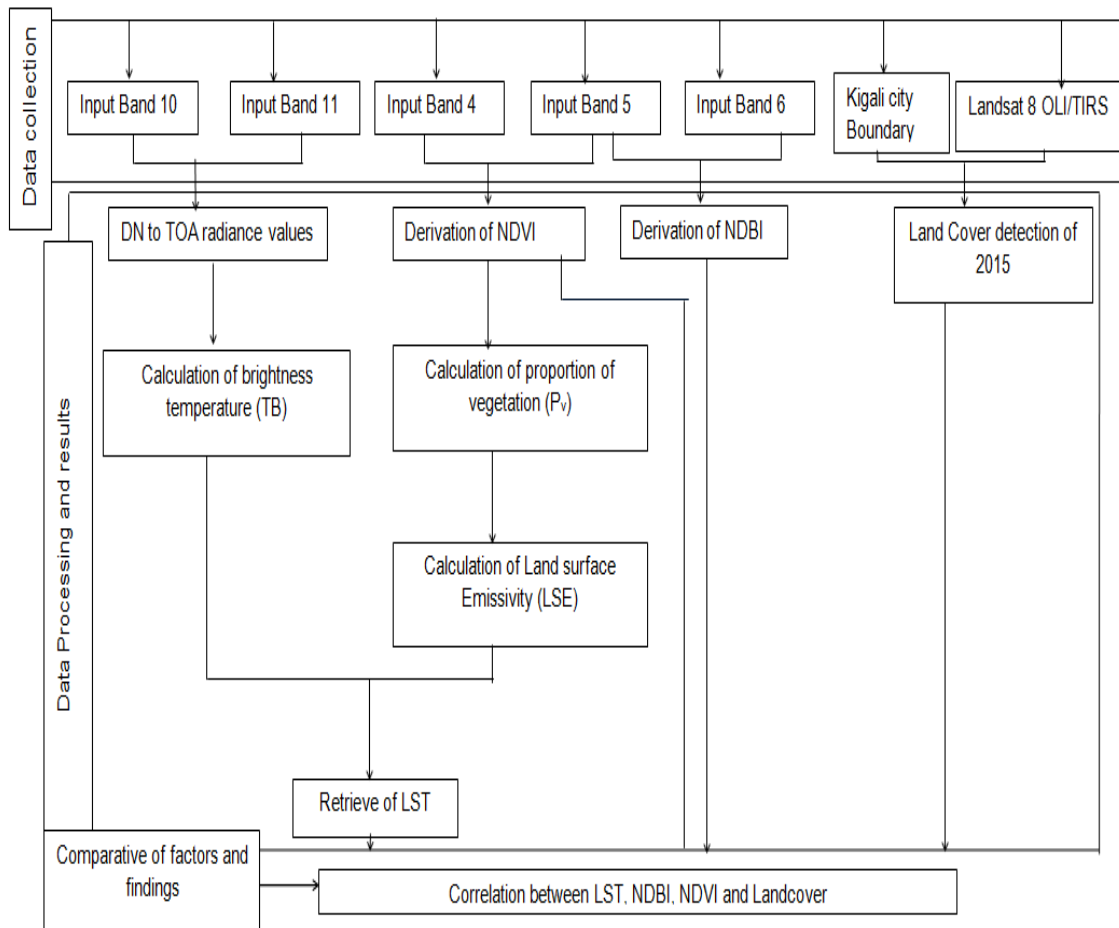 Data collection
Input Band 10
Input Band 11
Input Band 4
Input Band 5
Input Band 6
Kigali city
Boundary
Landsat 8 OLI/TIRS
Data Processing and results
DN to TOA radiance values
Derivation of NDVI
Derivation of NDBI
Land Cover detection of
2015
Calculation of brightness
temperature (TB)
Calculation of proportion of
vegetation (Pᵥ)
Calculation of Land surface
Emissivity (LSE)
Retrieve of LST
Comparative of factors and
findings
Correlation between LST, NDBI, NDVI and Landcover